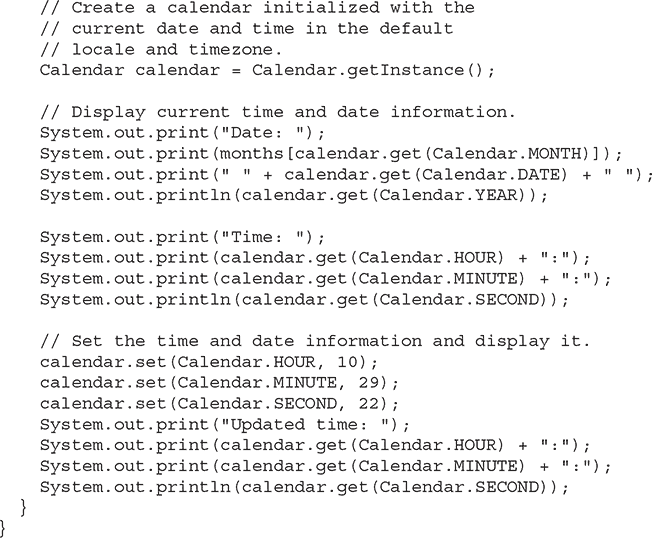 // Create a calendar initialized with the
// current date and time in the default
// locale and timezone.
Calendar calendar = Calendar.getInstance();
// Display current time and date information.
System.out.print("Date: ");
System.out.print(months[calendar.get(Calendar.MONTH)]);
System.out.print(" " + calendar.get(Calendar.DATE) + " ");
System.out.println(calendar.get(Calendar.YEAR));
System.out.print("Time: ");
System.out.print(calendar.get(Calendar.HOUR) + ":");
System.out.print(calendar.get(Calendar.MINUTE) + ":");
System.out.println(calendar.get(Calendar.SECOND));
// Set the time and date information and display it.
calendar.set(Calendar.HOUR, 10);
calendar.set(Calendar.MINUTE, 29);
calendar.set(Calendar.SECOND, 22);
System.out.print("Updated time: ");
System.out.print(calendar.get(Calendar.HOUR) + ":");
System.out.print(calendar.get(Calendar.MINUTE) + ":");
System.out.println(calendar.get(Calendar.SECOND));
}
}